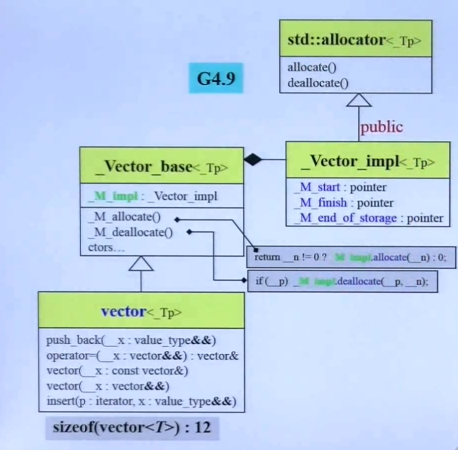 std::allocator<_Tp>
allocate()
deallocate()
G4.9
public
_Vector_base<_Tp>
_M_impl : _Vector_impl
_M_allocate()
_M_deallocate()
ctors...
_Vector_impl<_Tp>
_M_start : pointer
_M_finish : pointer
_M_end_of_storage : pointer
return __n != 0 ? _M_impl.allocate(__n) : 0;
if (__p) _M_impl.deallocate(__p, __n);
vector<_Tp>
push_back(__x : value_type&&)
operator=(__x : vector&&) : vector&
vector(__x : const vector&)
vector(__x : vector&&)
insert(p : iterator, x : value_type&&)
sizeof(vector<T>) : 12